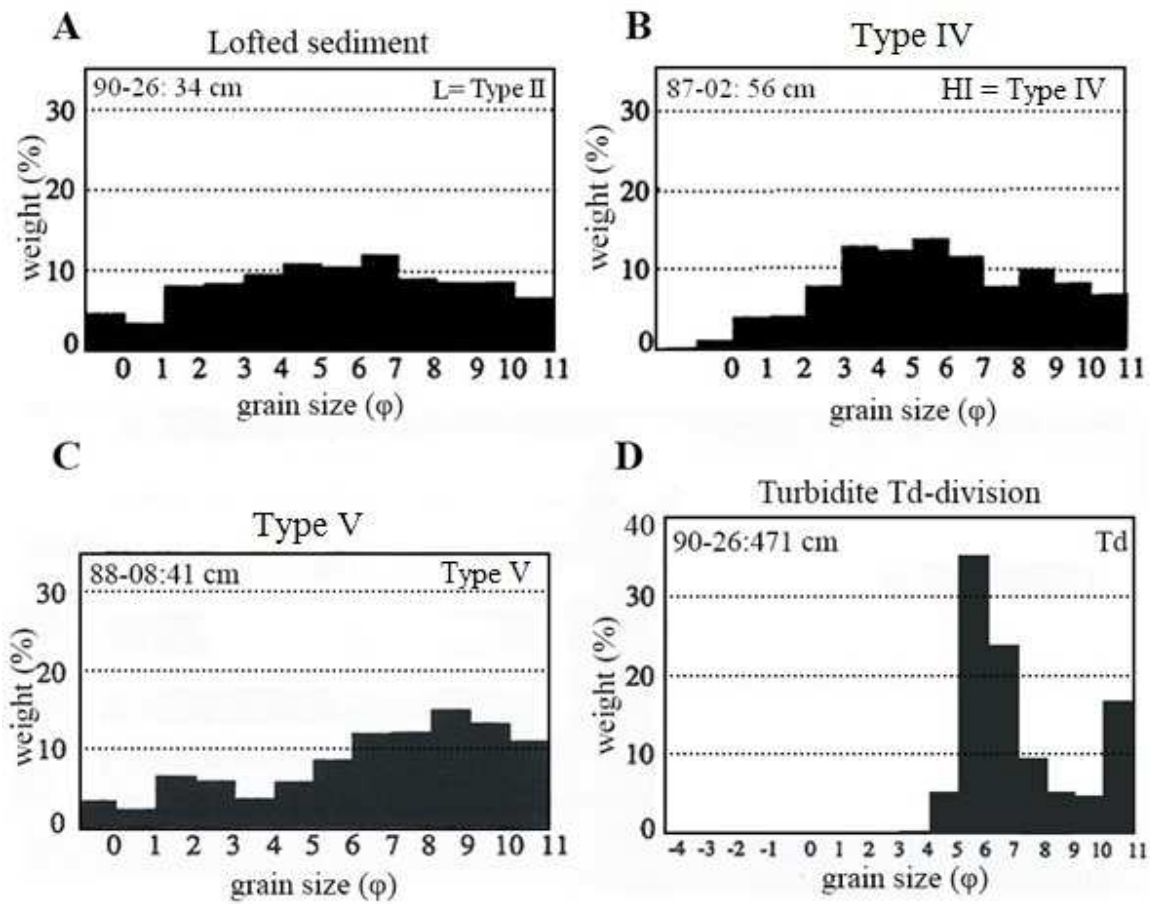 A
Lofted sediment
90-26: 34 cm
L= Type II
30
20
10
0
weight (%)
0 1 2 3 4 5 6 7 8 9 10 11
grain size (φ)
B
Type IV
87-02: 56 cm
HI = Type IV
30
20
10
0
weight (%)
0 1 2 3 4 5 6 7 8 9 10 11
grain size (φ)
C
Type V
88-08:41 cm
Type V
30
20
10
0
weight (%)
0 1 2 3 4 5 6 7 8 9 10 11
grain size (φ)
D
Turbidite Td-division
90-26:471 cm
Td
40
30
20
10
0
weight (%)
-4 -3 -2 -1 0 1 2 3 4 5 6 7 8 9 10 11
grain size (φ)